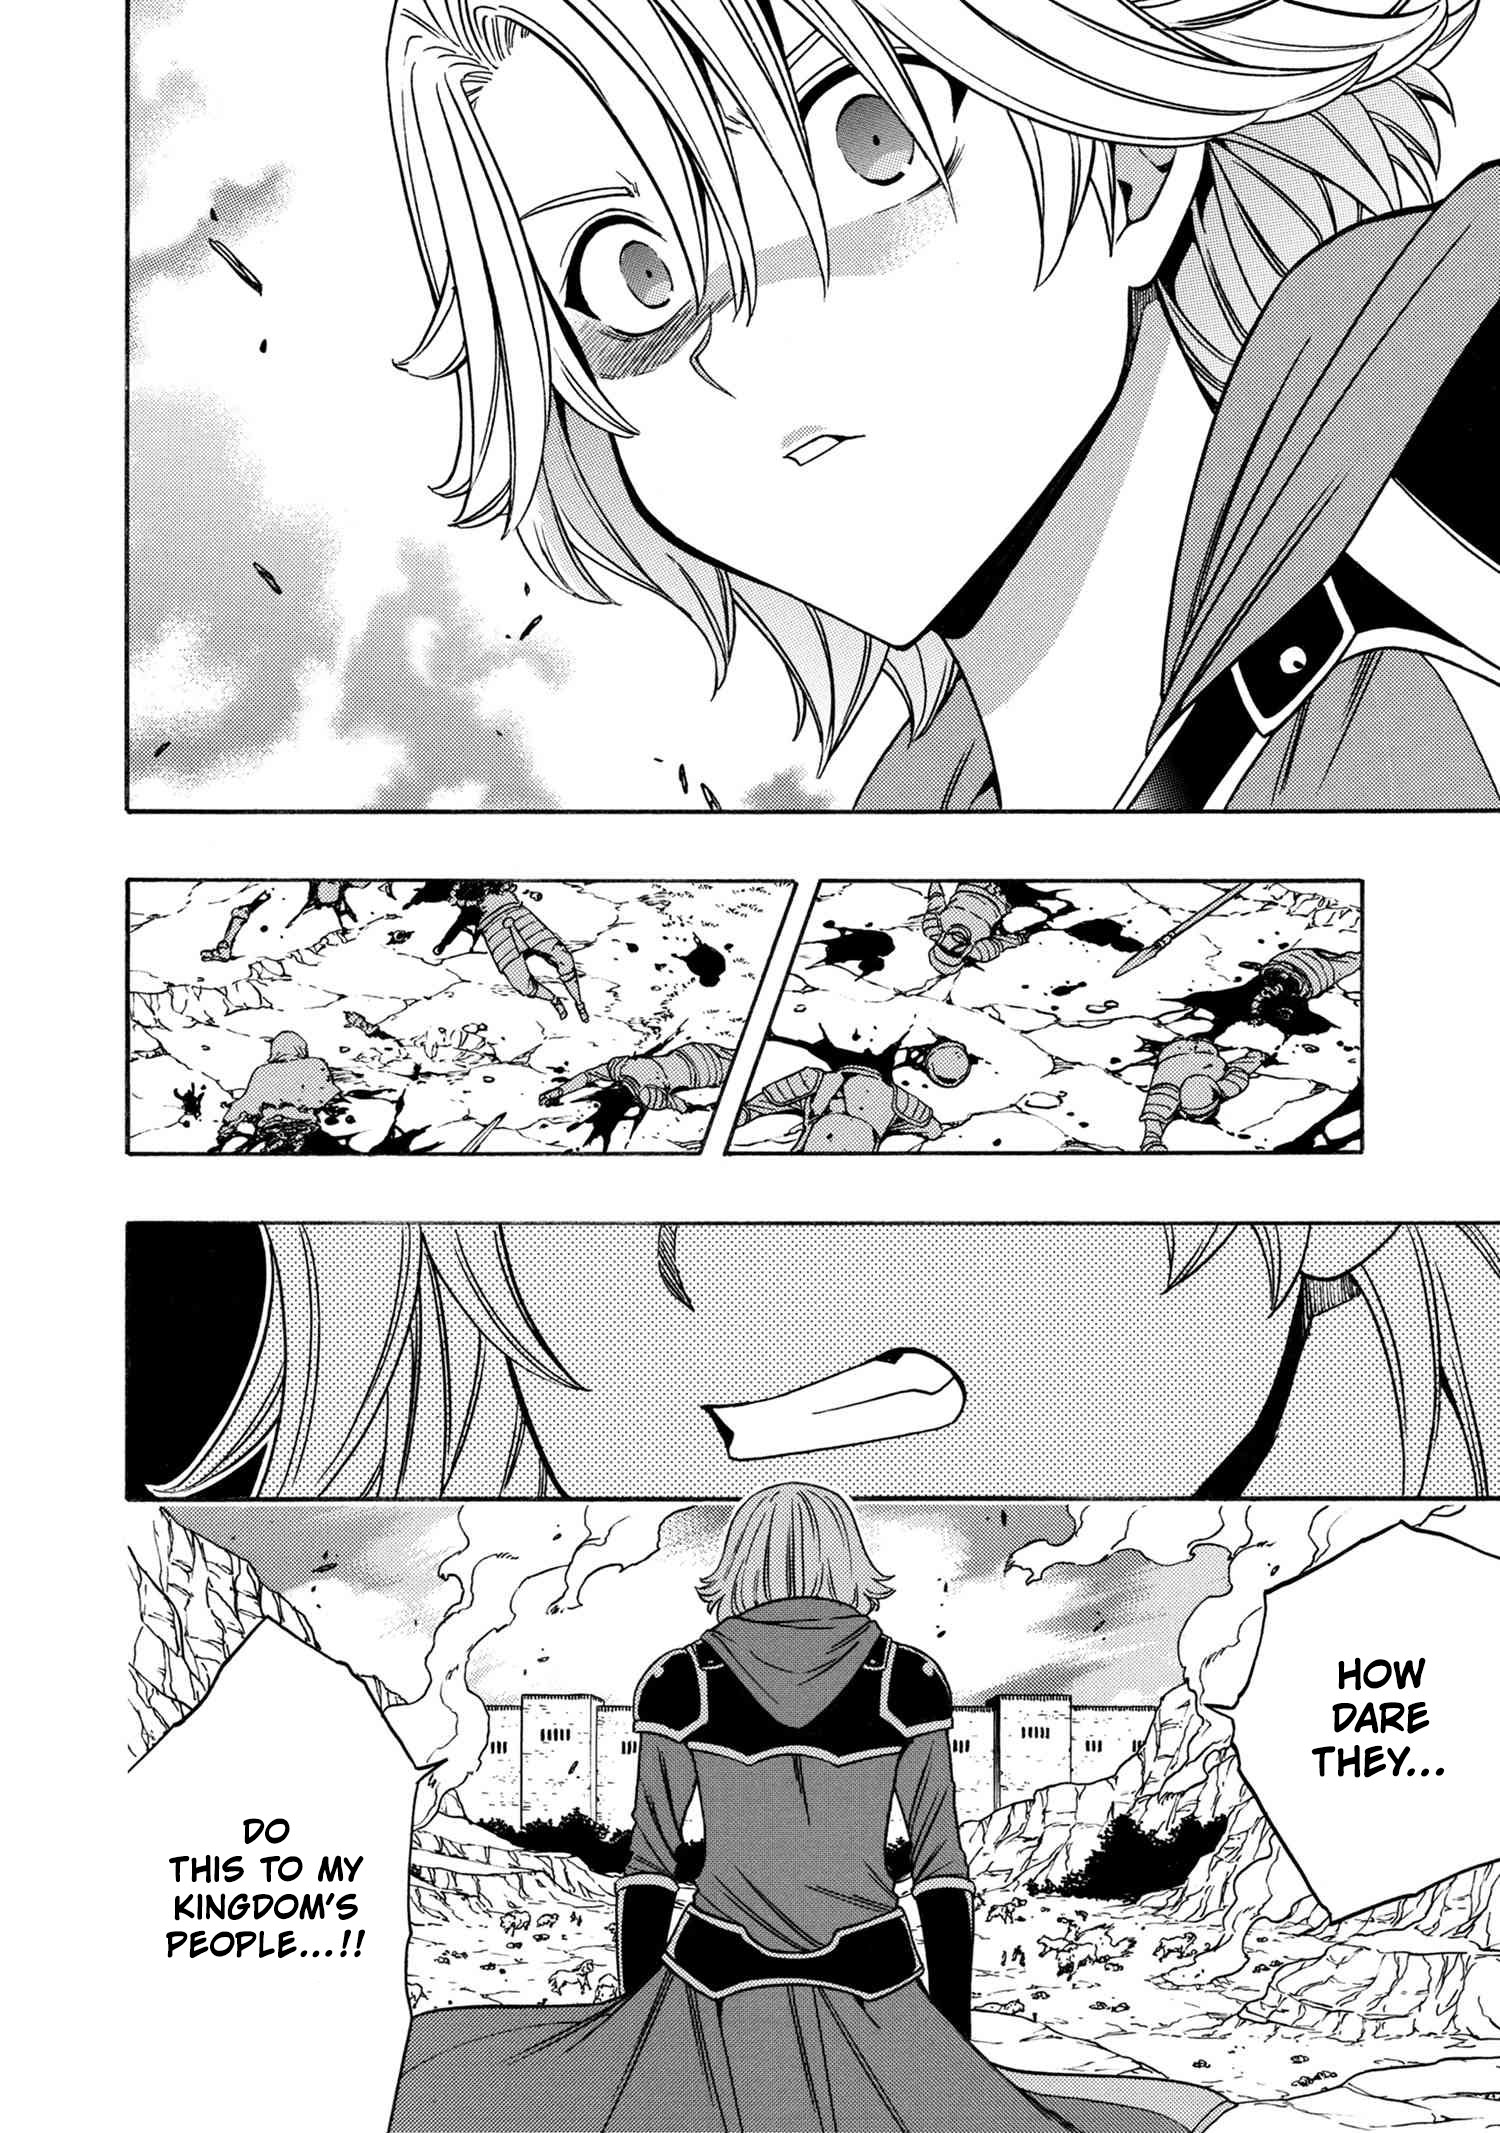 HOW
DARE
THEY...
DO
THIS TO MY
KINGDOM'S
PEOPLE...!!